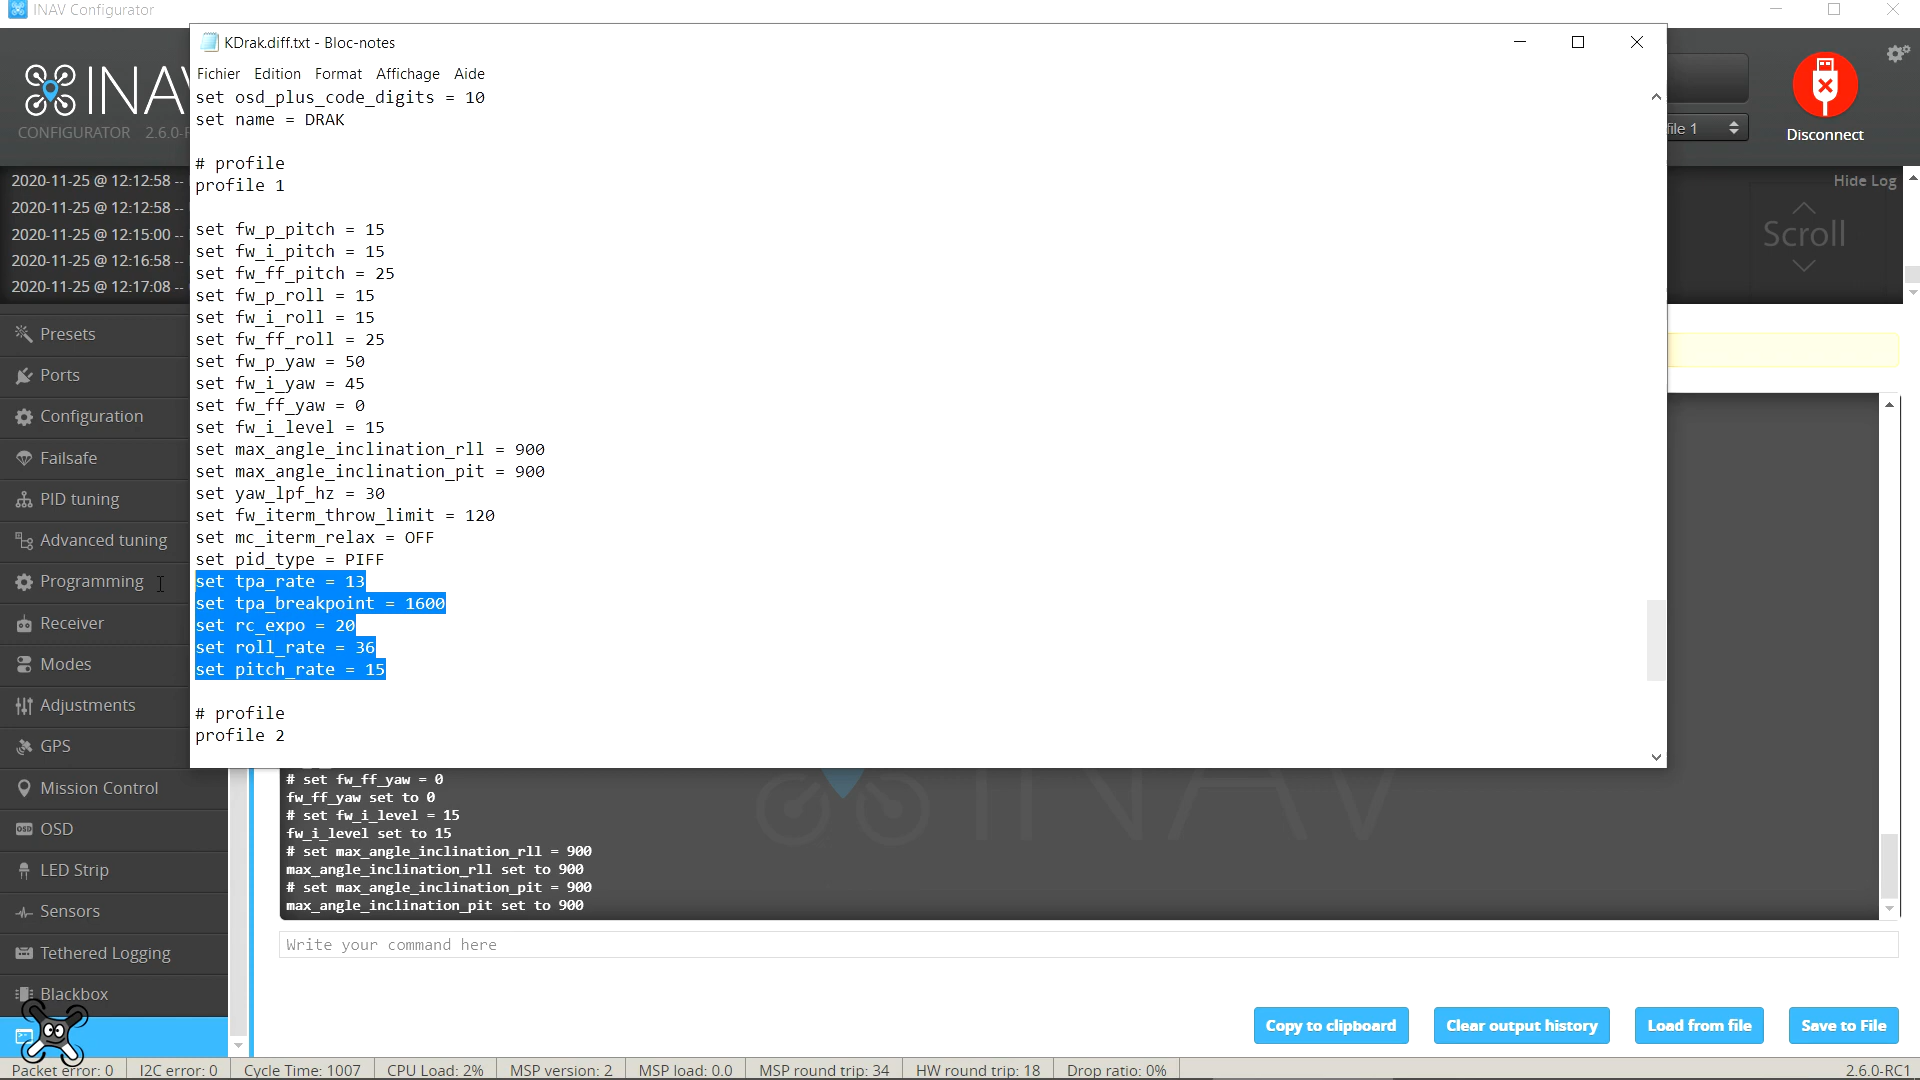 INAV Configurator
KDrak.diff.txt - Bloc-notes
Fichier Edition Format Affichage Aide
INAV
CONFIGURATOR 2.6.0-R
file 1
Disconnect
2020-11-25 @ 12:12:58 --
2020-11-25 @ 12:12:58 --
2020-11-25 @ 12:15:00 --
2020-11-25 @ 12:16:58 --
2020-11-25 @ 12:17:08 --
Hide Log
Scroll
Presets
Ports
Configuration
Failsafe
PID tuning
Advanced tuning
Programming
Receiver
Modes
Adjustments
GPS
Mission Control
OSD
LED Strip
Sensors
Tethered Logging
Blackbox
set osd_plus_code_digits = 10
set name = DRAK
# profile
profile 1
set fw_p_pitch = 15
set fw_i_pitch = 15
set fw_ff_pitch = 25
set fw_p_roll = 15
set fw_i_roll = 15
set fw_ff_roll = 25
set fw_p_yaw = 50
set fw_i_yaw = 45
set fw_ff_yaw = 0
set fw_i_level = 15
set max_angle_inclination_rll = 900
set max_angle_inclination_pit = 900
set yaw_lpf_hz = 30
set fw_iterm_throw_limit = 120
set mc_iterm_relax = OFF
set pid_type = PIFF
set tpa_rate = 13
set tpa_breakpoint = 1600
set rc_expo = 20
set roll_rate = 36
set pitch_rate = 15
# profile
profile 2
# set fw_ff_yaw = 0
fw_ff_yaw set to 0
# set fw_i_level = 15
fw_i_level set to 15
# set max_angle_inclination_rll = 900
max_angle_inclination_rll set to 900
# set max_angle_inclination_pit = 900
max_angle_inclination_pit set to 900
INAV
Write your command here
Copy to clipboard
Clear output history
Load from file
Save to File
Packet error: 0
I2C error: 0
Cycle Time: 1007
CPU Load: 2%
MSP version: 2
MSP load: 0.0
MSP round trip: 34
HW round trip: 18
Drop ratio: 0%
2.6.0-RC1